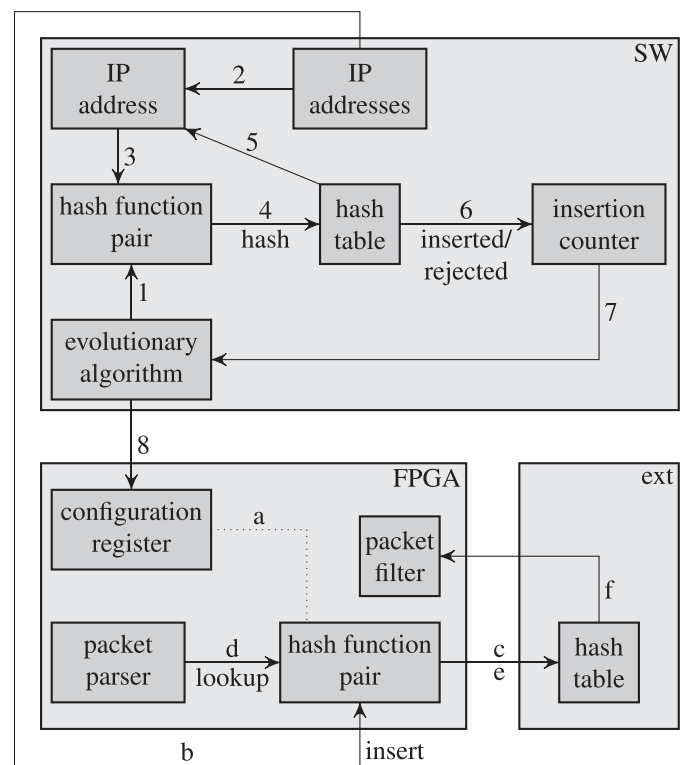 SW
IP
address
2
IP
addresses
3
5
hash function
pair
4
hash
hash
table
6
inserted/
rejected
insertion
counter
1
7
evolutionary
algorithm
8
FPGA
ext
configuration
register
a
packet
filter
f
packet
parser
d
lookup
hash function
pair
c
e
hash
table
b
insert